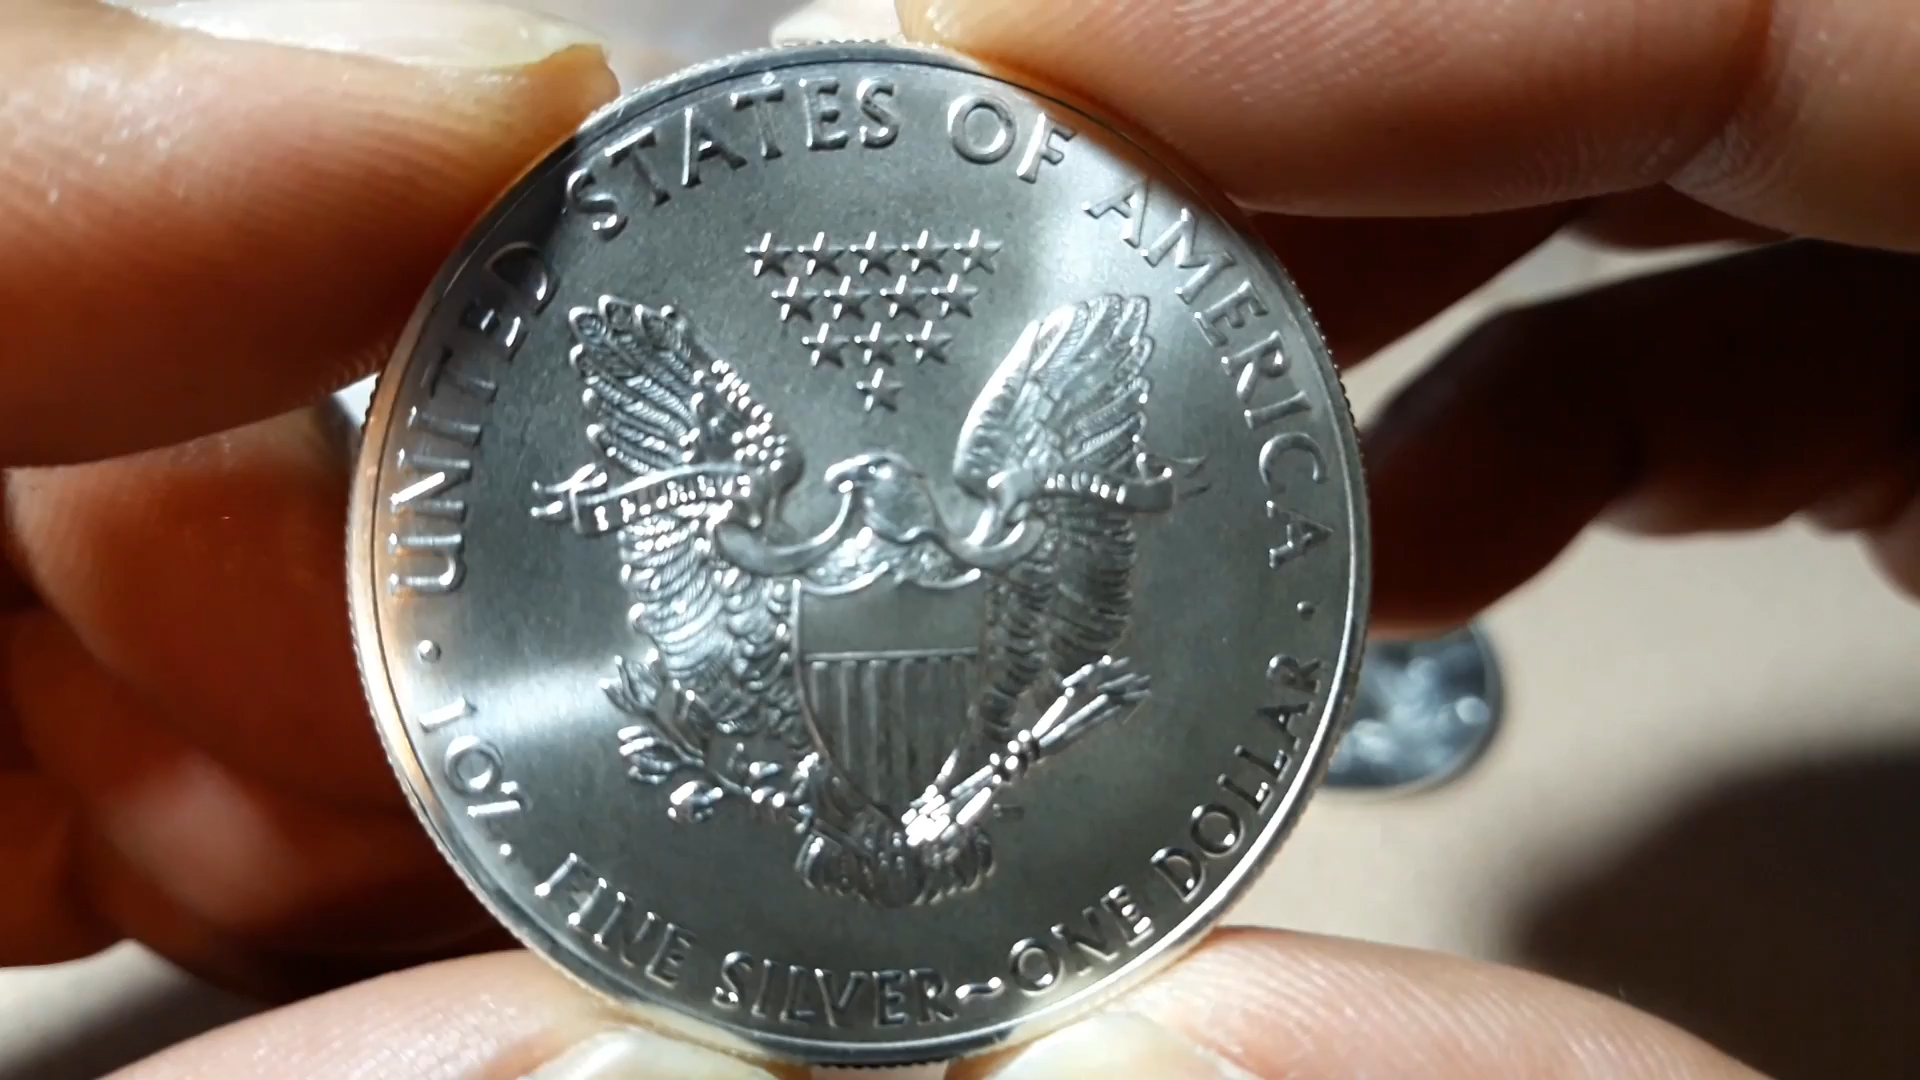 UNITED STATES OF AMERICA
1 OZ. FINE SILVER~ONE DOLLAR